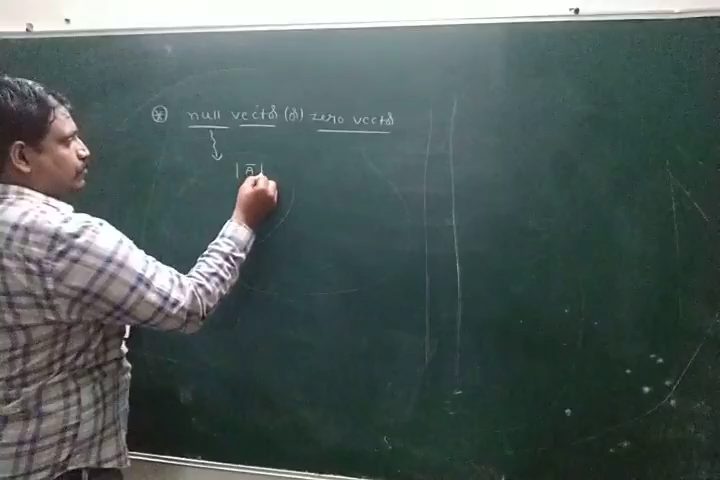 * null vector (or) zero vector
|a̅|